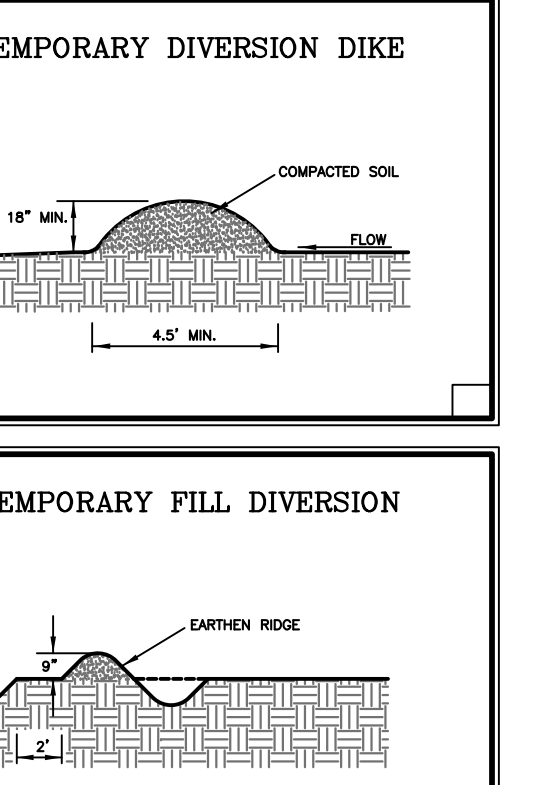 EMPORARY DIVERSION DIKE
COMPACTED SOIL
18" MIN.
FLOW
4.5' MIN.
EMPORARY FILL DIVERSION
EARTHEN RIDGE
9"
2'